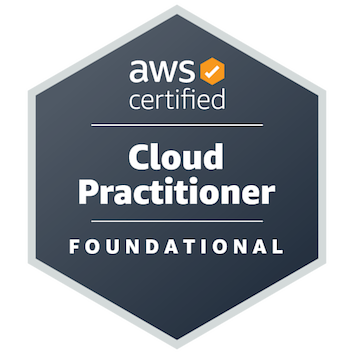 aws
certified
Cloud
Practitioner
FOUNDATIONAL